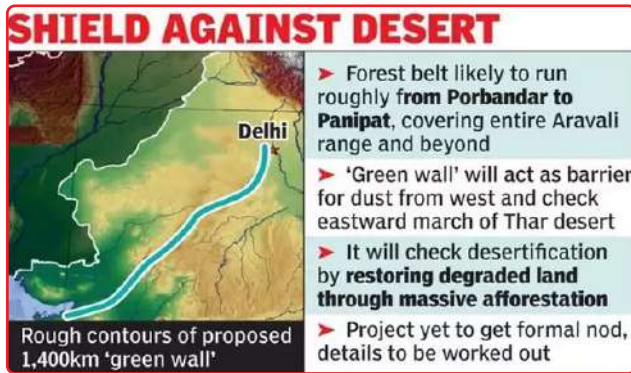 SHIELD AGAINST DESERT
Delhi
Rough contours of proposed
1,400km ‘green wall’
➤ Forest belt likely to run
roughly from Porbandar to
Panipat, covering entire Aravali
range and beyond
➤ ‘Green wall’ will act as barrier
for dust from west and check
eastward march of Thar desert
➤ It will check desertification
by restoring degraded land
through massive afforestation
➤ Project yet to get formal nod,
details to be worked out